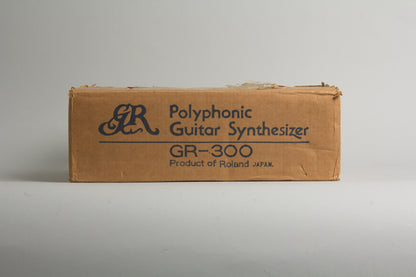 GR
Polyphonic
Guitar Synthesizer
GR-300
Product of Roland JAPAN.